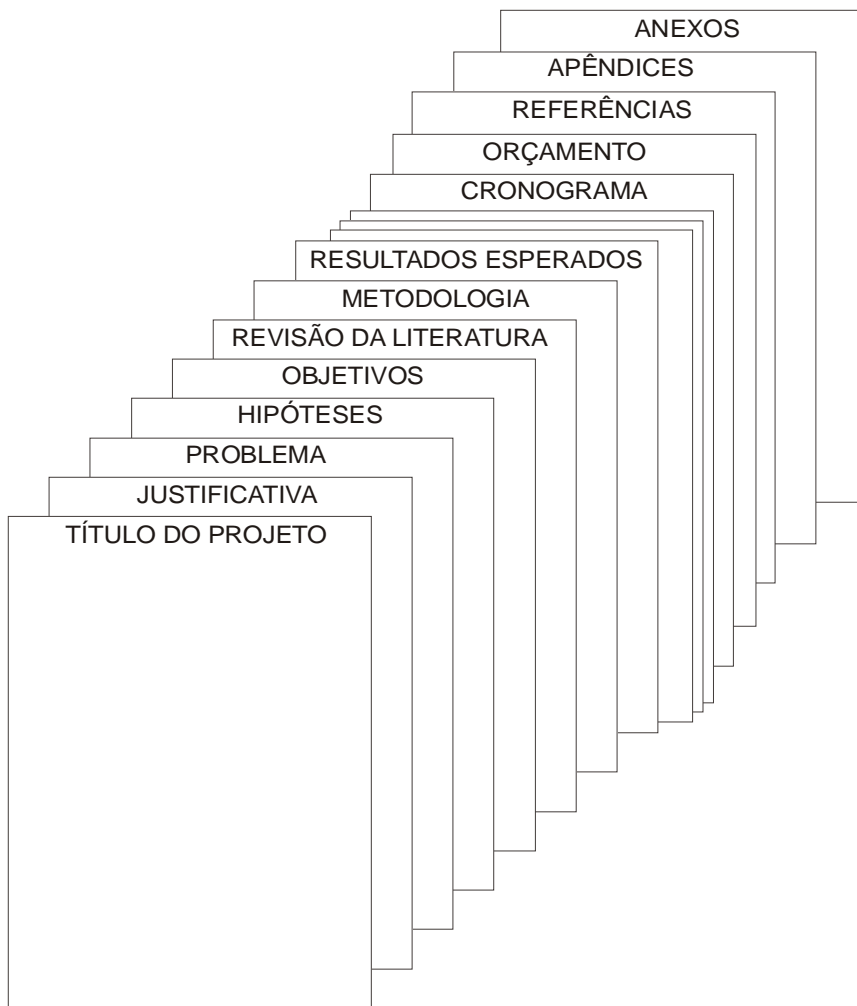 ANEXOS
APÊNDICES
REFERÊNCIAS
ORÇAMENTO
CRONOGRAMA
RESULTADOS ESPERADOS
METODOLOGIA
REVISÃO DA LITERATURA
OBJETIVOS
HIPÓTESES
PROBLEMA
JUSTIFICATIVA
TÍTULO DO PROJETO